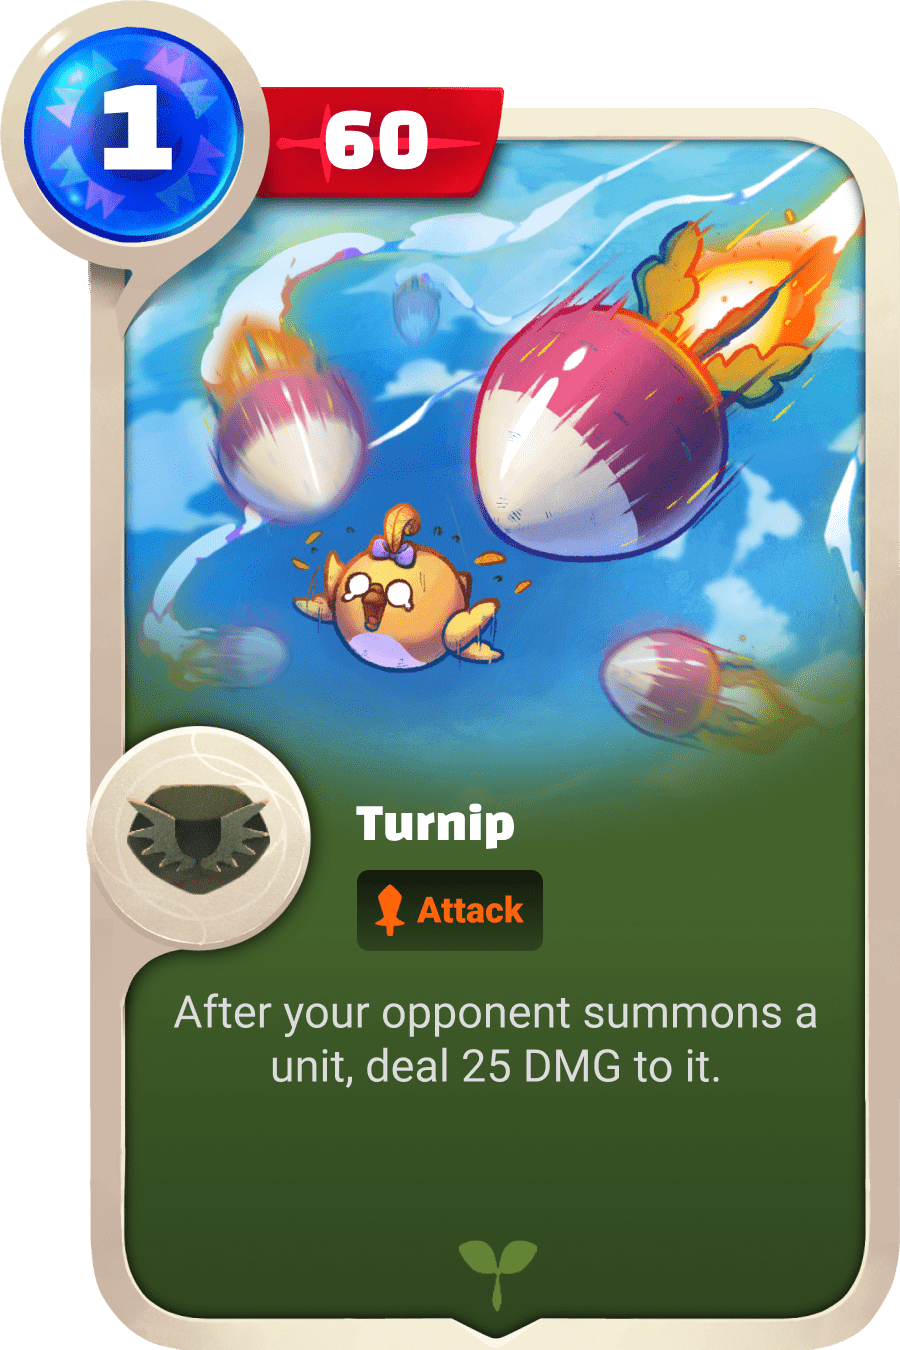 1
60
Turnip
Attack
After your opponent summons a
unit, deal 25 DMG to it.